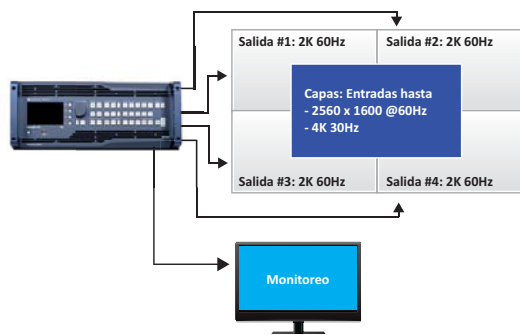 Salida #1: 2K 60Hz
Salida #2: 2K 60Hz
Capas: Entradas hasta
- 2560 x 1600 @60Hz
- 4K 30Hz
Salida #3: 2K 60Hz
Salida #4: 2K 60Hz
Monitoreo